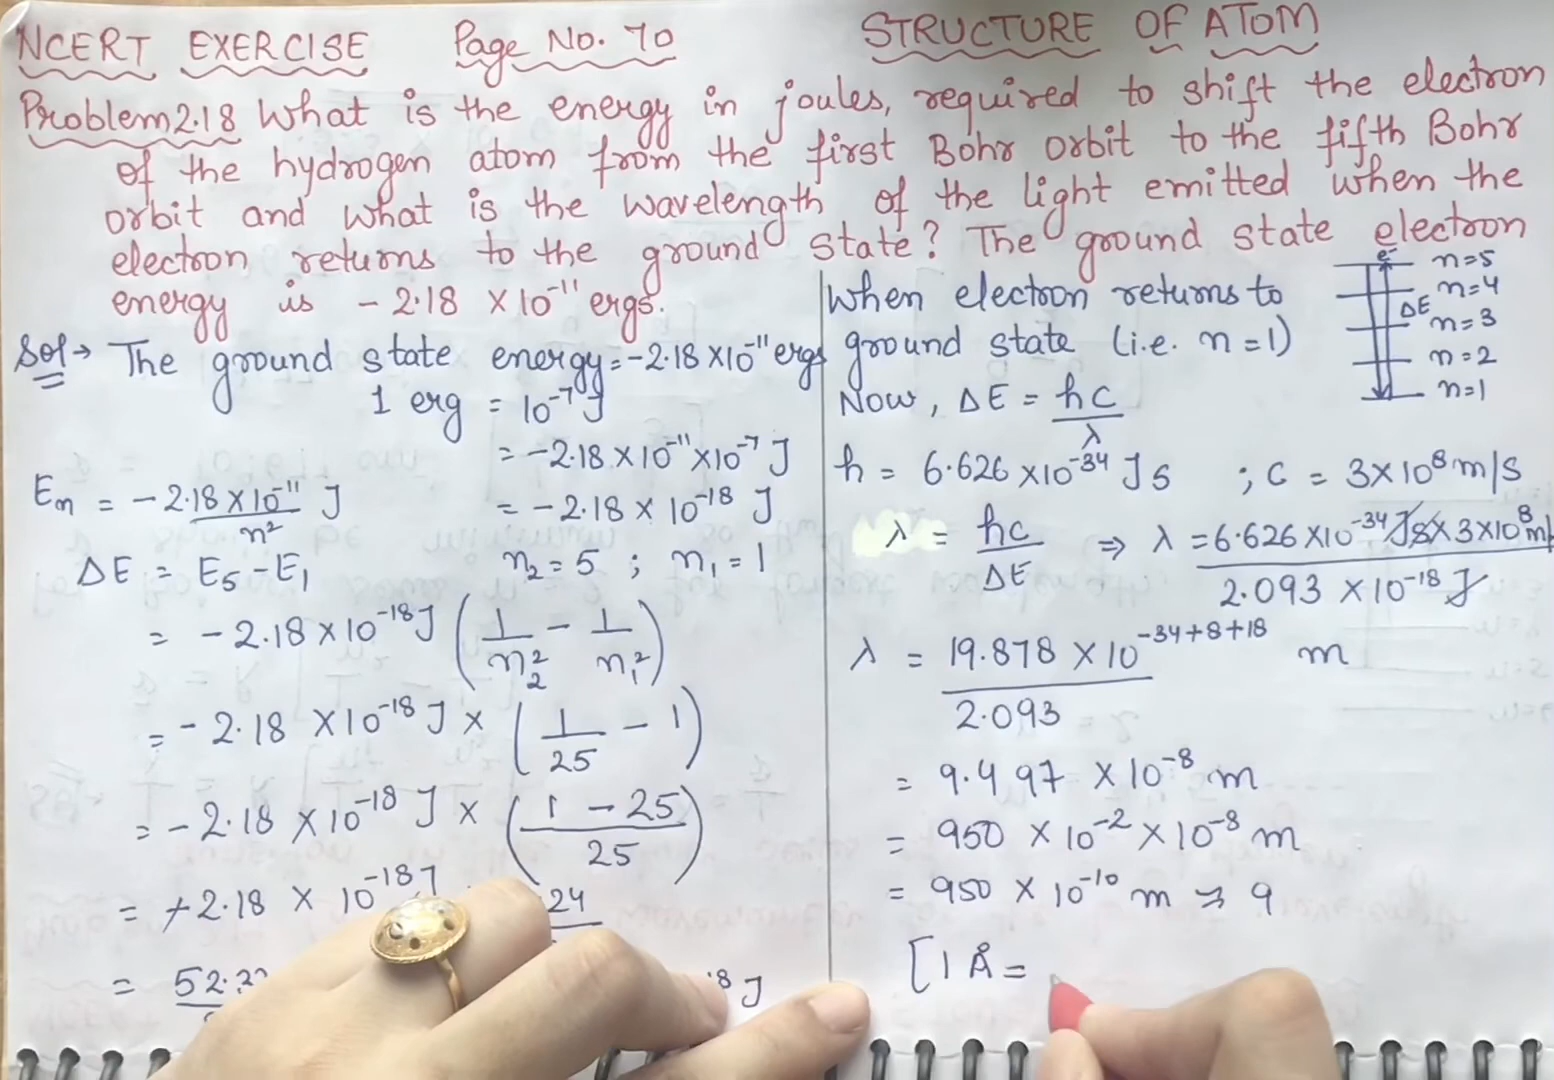 NCERT EXERCISE Page No. 70 STRUCTURE OF ATOM
Problem 2.18 What is the energy in joules, required to shift the electron
of the hydrogen atom from the first Bohr orbit to the fifth Bohr
orbit and what is the wavelength of the light emitted when the
electron returns to the ground state? The ground state electron
energy is - 2.18 × 10⁻¹¹ ergs.
Sol→ The ground state energy = -2.18 × 10⁻¹¹ ergs
1 erg = 10⁻⁷ J
= -2.18 × 10⁻¹¹ × 10⁻⁷ J
= -2.18 × 10⁻¹⁸ J
Eₙ = -2.18 × 10⁻¹¹ / n² J
ΔE = E₅ - E₁ n₂ = 5 ; n₁ = 1
= -2.18 × 10⁻¹⁸ J (1/n₂² - 1/n₁²)
= -2.18 × 10⁻¹⁸ J × (1/25 - 1)
= -2.18 × 10⁻¹⁸ J × (1 - 25 / 25)
= +2.18 × 10⁻¹⁸ J 24
= 52.32 J
When electron returns to
ground state (i.e. n = 1)
Now, ΔE = hc/λ
h = 6.626 × 10⁻³⁴ Js ; c = 3 × 10⁸ m/s
λ = hc/ΔE ⇒ λ = 6.626 × 10⁻³⁴ Js × 3 × 10⁸ m/ / 2.093 × 10⁻¹⁸ J
λ = 19.878 × 10⁻³⁴⁺⁸⁺¹⁸ / 2.093 m
= 9.497 × 10⁻⁸ m
= 950 × 10⁻² × 10⁻⁸ m
= 950 × 10⁻¹⁰ m ⇒ 9
[1 Å =
e⁻ n=5
n=4
ΔE n=3
n=2
n=1